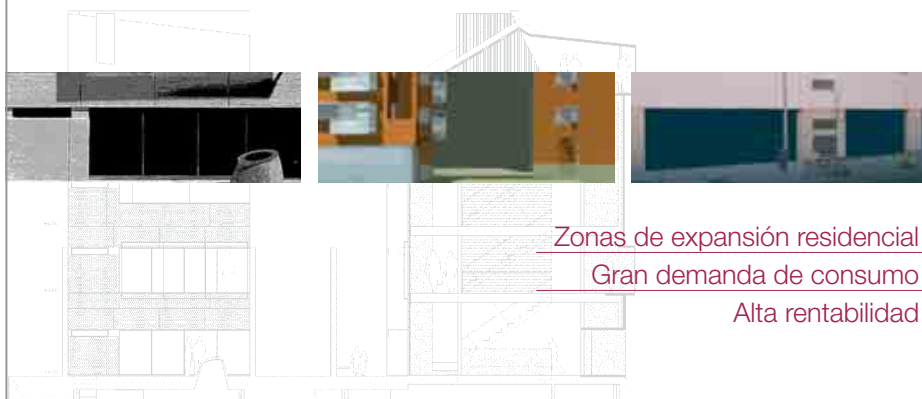 Zonas de expansión residencial
Gran demanda de consumo
Alta rentabilidad